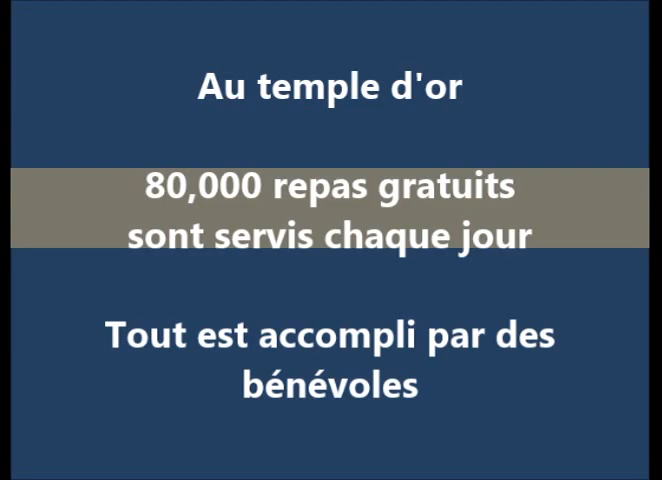 Au temple d'or
80,000 repas gratuits
sont servis chaque jour
Tout est accompli par des
bénévoles